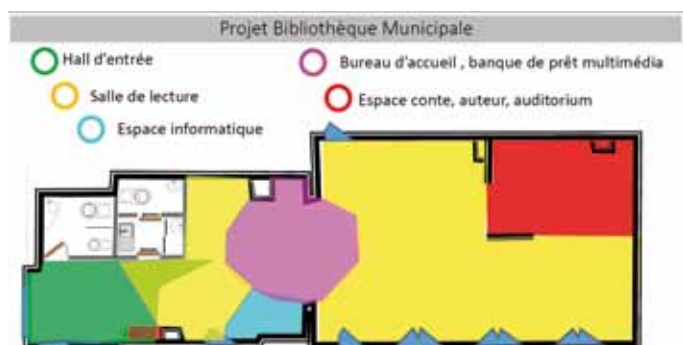 Projet Bibliothèque Municipale
Hall d'entrée
Bureau d'accueil , banque de prêt multimédia
Salle de lecture
Espace conte, auteur, auditorium
Espace informatique